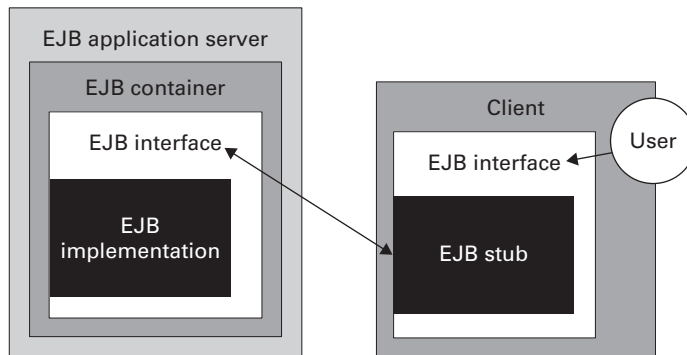 EJB application server
EJB container
EJB interface
EJB
implementation
Client
User
EJB interface
EJB stub